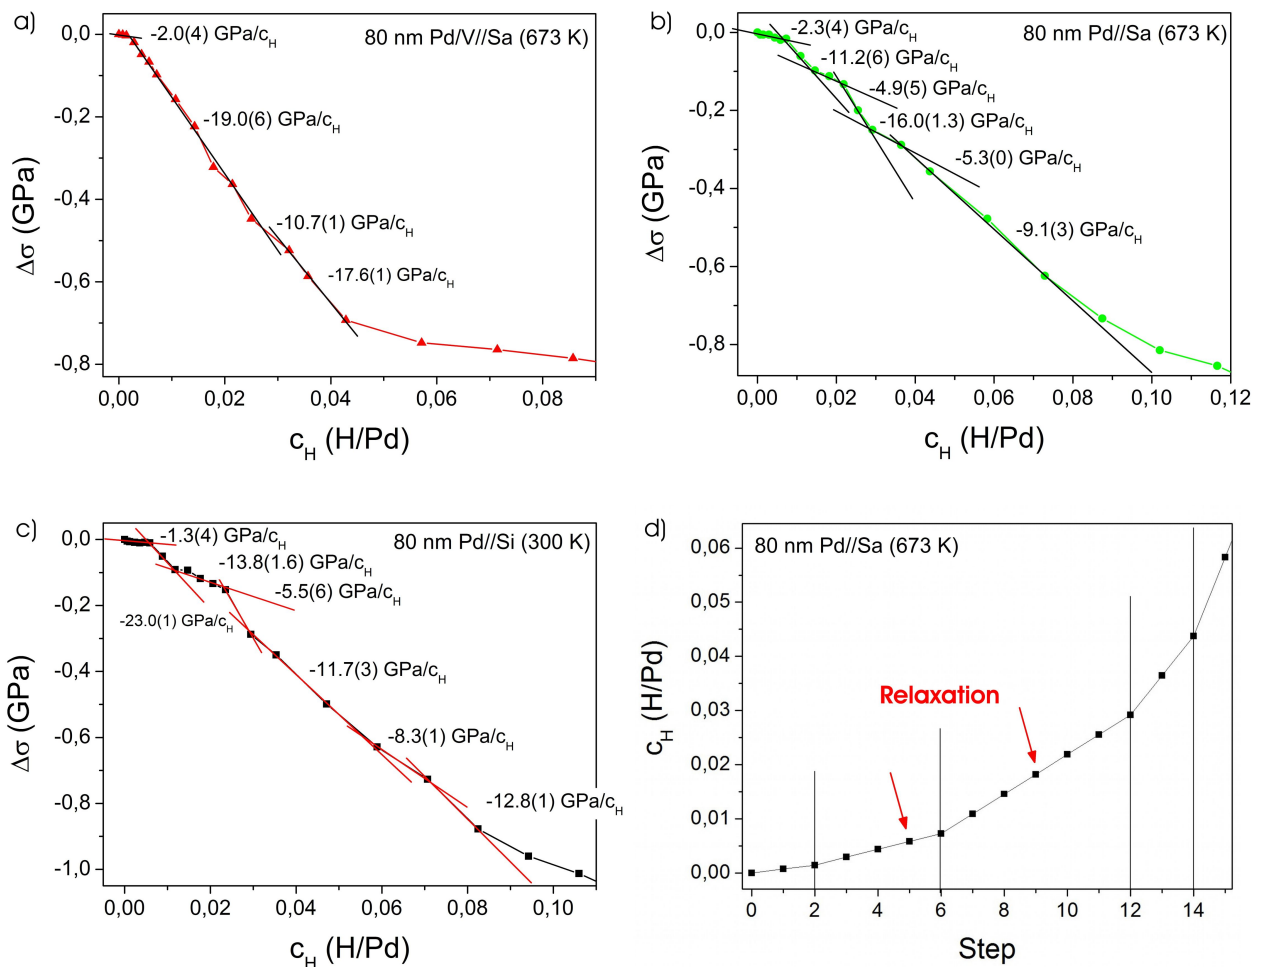 a)
80 nm Pd/V//Sa (673 K)
-2.0(4) GPa/cH
-19.0(6) GPa/cH
-10.7(1) GPa/cH
-17.6(1) GPa/cH
0,0
-0,2
-0,4
-0,6
-0,8
Δσ (GPa)
0,00 0,02 0,04 0,06 0,08
cH (H/Pd)
b)
80 nm Pd//Sa (673 K)
-2.3(4) GPa/cH
-11.2(6) GPa/cH
-4.9(5) GPa/cH
-16.0(1.3) GPa/cH
-5.3(0) GPa/cH
-9.1(3) GPa/cH
0,0
-0,2
-0,4
-0,6
-0,8
Δσ (GPa)
0,00 0,02 0,04 0,06 0,08 0,10 0,12
cH (H/Pd)
c)
80 nm Pd//Si (300 K)
-1.3(4) GPa/cH
-13.8(1.6) GPa/cH
-5.5(6) GPa/cH
-23.0(1) GPa/cH
-11.7(3) GPa/cH
-8.3(1) GPa/cH
-12.8(1) GPa/cH
0,0
-0,2
-0,4
-0,6
-0,8
-1,0
Δσ (GPa)
0,00 0,02 0,04 0,06 0,08 0,10
cH (H/Pd)
d)
80 nm Pd//Sa (673 K)
Relaxation
0,06
0,05
0,04
0,03
0,02
0,01
0,00
cH (H/Pd)
0 2 4 6 8 10 12 14
Step